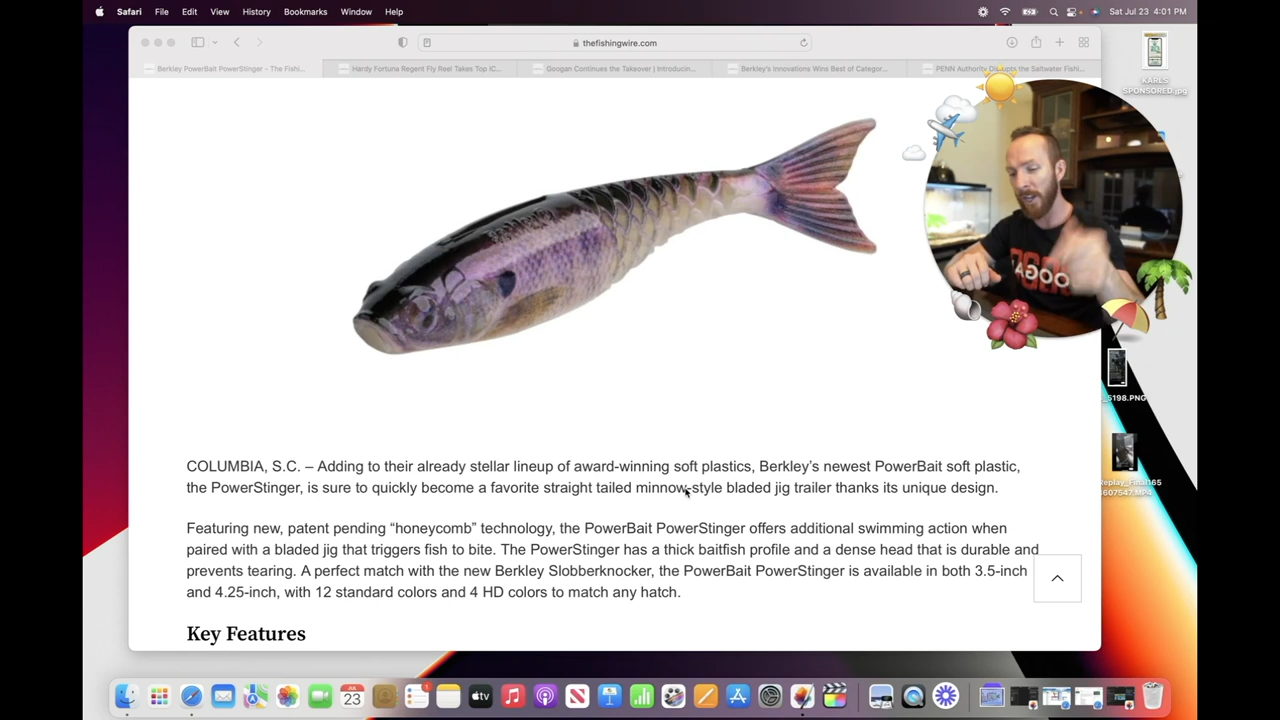 Safari File Edit View History Bookmarks Window Help
Sat Jul 23 4:01 PM
thefishingwire.com
Berkley PowerBait PowerStinger – The Fishi...
Hardy Fortuna Regent Fly Reel Takes Top IC...
Googan Continues the Takeover | Introducin...
Berkley's Innovations Wins Best of Categor...
PENN Authority Disrupts the Saltwater Fishi...
KARLS
SPONSORED.jpg
COLUMBIA, S.C. – Adding to their already stellar lineup of award-winning soft plastics, Berkley's newest PowerBait soft plastic,
the PowerStinger, is sure to quickly become a favorite straight tailed minnow-style bladed jig trailer thanks its unique design.
Featuring new, patent pending “honeycomb” technology, the PowerBait PowerStinger offers additional swimming action when
paired with a bladed jig that triggers fish to bite. The PowerStinger has a thick baitfish profile and a dense head that is durable and
prevents tearing. A perfect match with the new Berkley Slobberknocker, the PowerBait PowerStinger is available in both 3.5-inch
and 4.25-inch, with 12 standard colors and 4 HD colors to match any hatch.
Key Features
5198.PNG
607547.MP4
JUL
23
tv